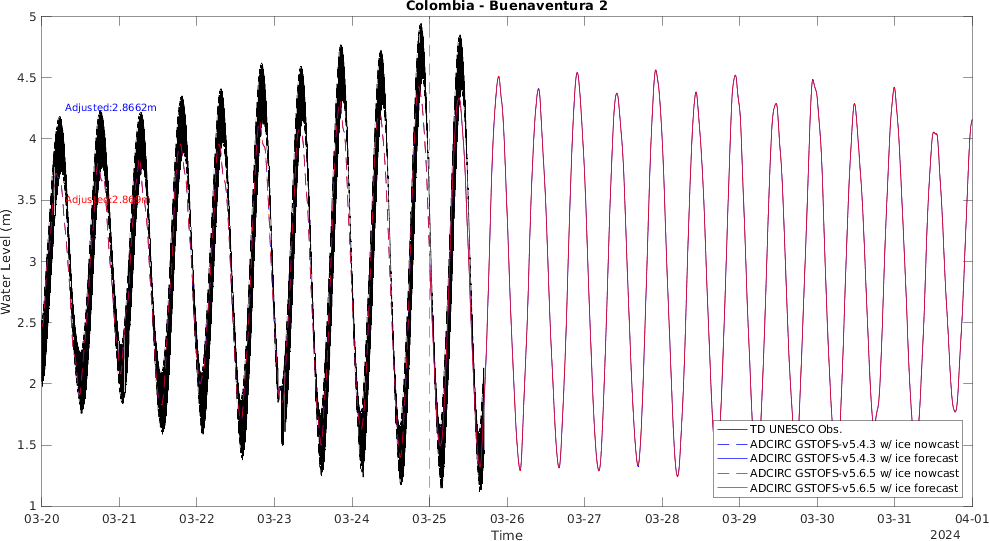 Colombia - Buenaventura 2
5
4.5
4
3.5
3
2.5
2
1.5
1
Water Level (m)
Adjusted:2.8662m
Adjusted:2.869m
TD UNESCO Obs.
ADCIRC GSTOFS-v5.4.3 w/ ice nowcast
ADCIRC GSTOFS-v5.4.3 w/ ice forecast
ADCIRC GSTOFS-v5.6.5 w/ ice nowcast
ADCIRC GSTOFS-v5.6.5 w/ ice forecast
03-20 03-21 03-22 03-23 03-24 03-25 03-26 03-27 03-28 03-29 03-30 03-31 04-01
Time
2024